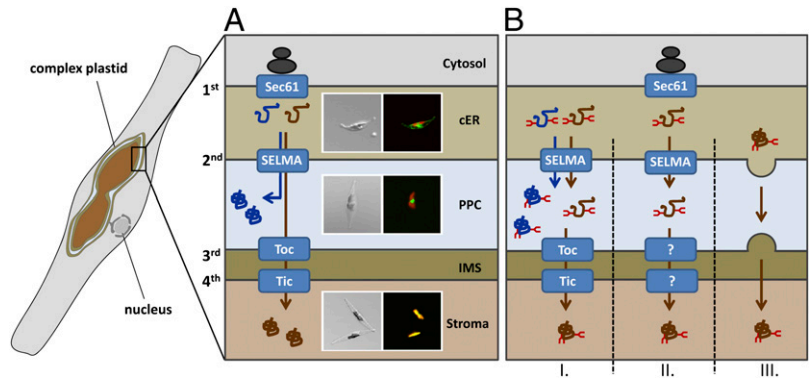 A
B
complex plastid
nucleus
Cytosol
1st
Sec61
Sec61
cER
2nd
SELMA
SELMA
SELMA
PPC
3rd
Toc
Toc
?
IMS
4th
Tic
Tic
?
Stroma
I.
II.
III.